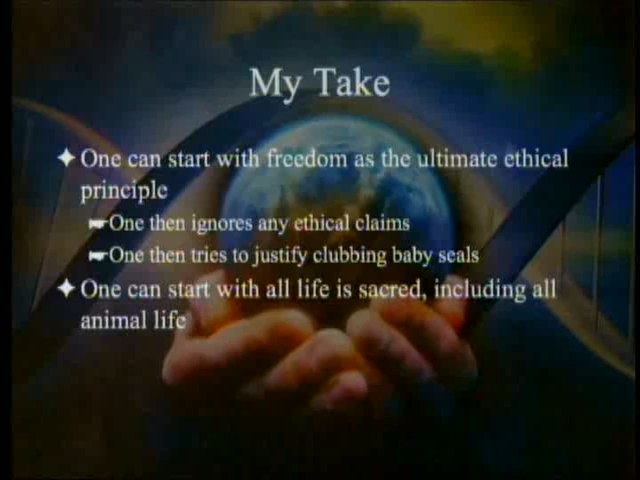 My Take
One can start with freedom as the ultimate ethical
principle
One then ignores any ethical claims
One then tries to justify clubbing baby seals
One can start with all life is sacred, including all
animal life